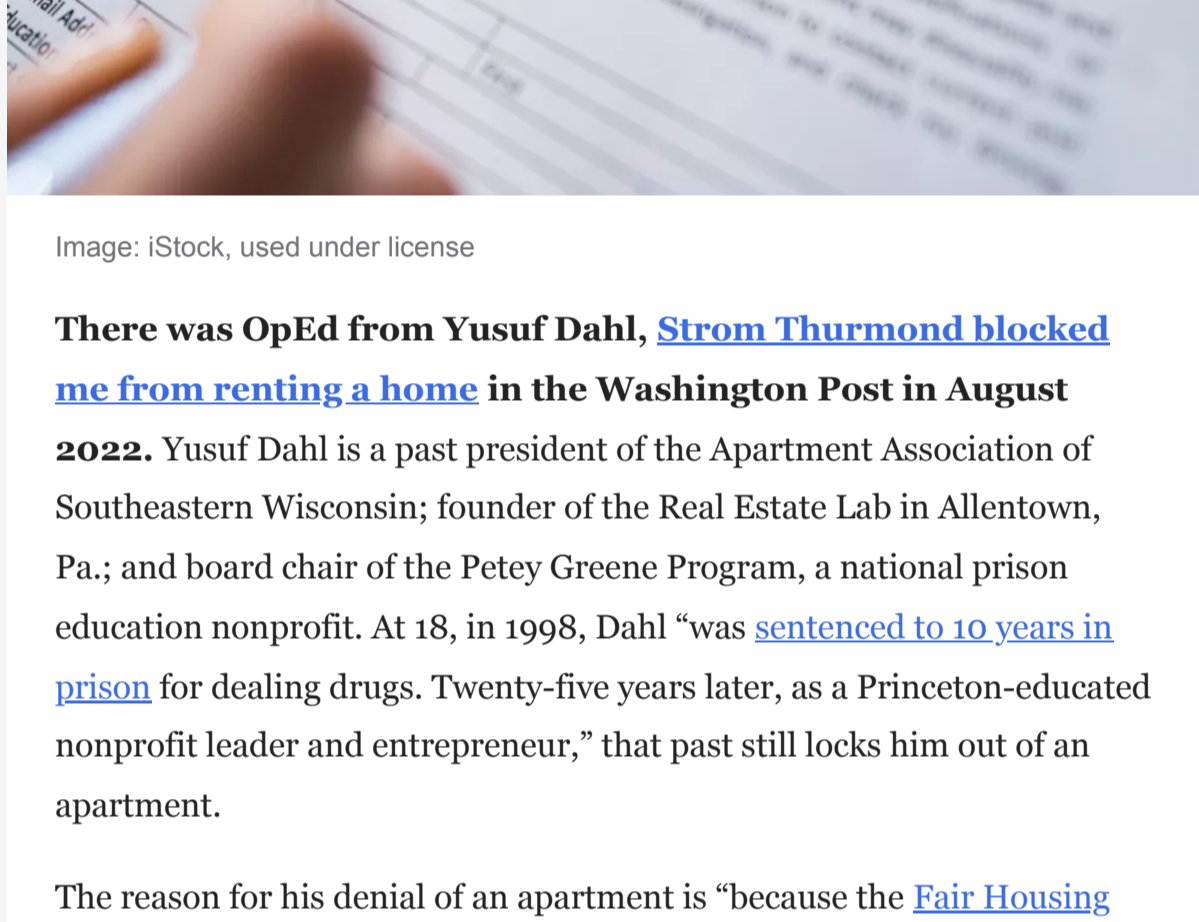 ail Add
ducation
City
Image: iStock, used under license
There was OpEd from Yusuf Dahl, Strom Thurmond blocked
me from renting a home in the Washington Post in August
2022. Yusuf Dahl is a past president of the Apartment Association of
Southeastern Wisconsin; founder of the Real Estate Lab in Allentown,
Pa.; and board chair of the Petey Greene Program, a national prison
education nonprofit. At 18, in 1998, Dahl “was sentenced to 10 years in
prison for dealing drugs. Twenty-five years later, as a Princeton-educated
nonprofit leader and entrepreneur,” that past still locks him out of an
apartment.
The reason for his denial of an apartment is “because the Fair Housing